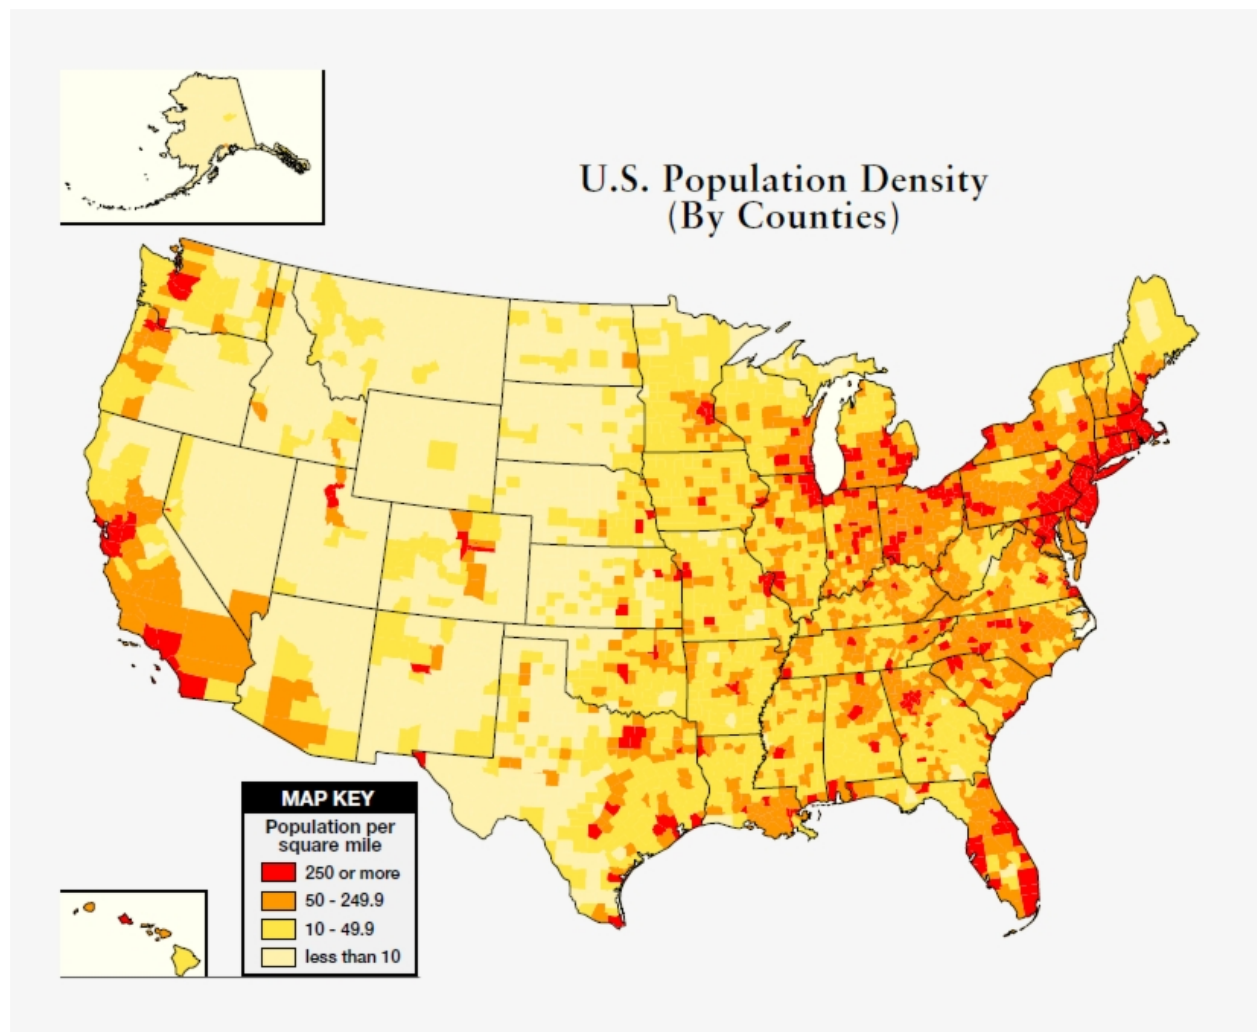 U.S. Population Density
(By Counties)
MAP KEY
Population per
square mile
250 or more
50 - 249.9
10 - 49.9
less than 10